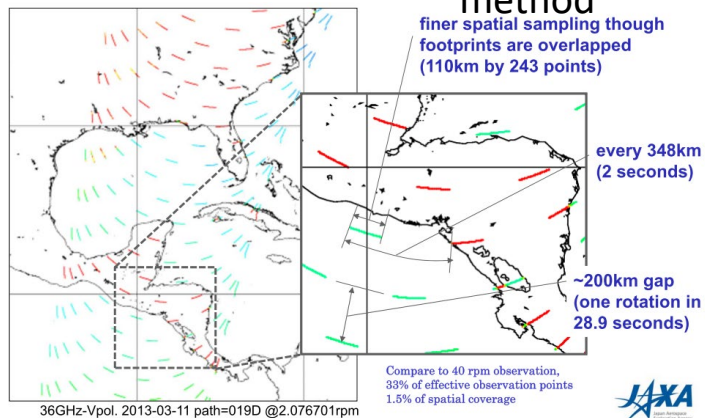 method
finer spatial sampling though
footprints are overlapped
(110km by 243 points)
every 348km
(2 seconds)
~200km gap
(one rotation in
28.9 seconds)
Compare to 40 rpm observation,
33% of effective observation points
1.5% of spatial coverage
36GHz-Vpol. 2013-03-11 path=019D @2.076701rpm
JAXA